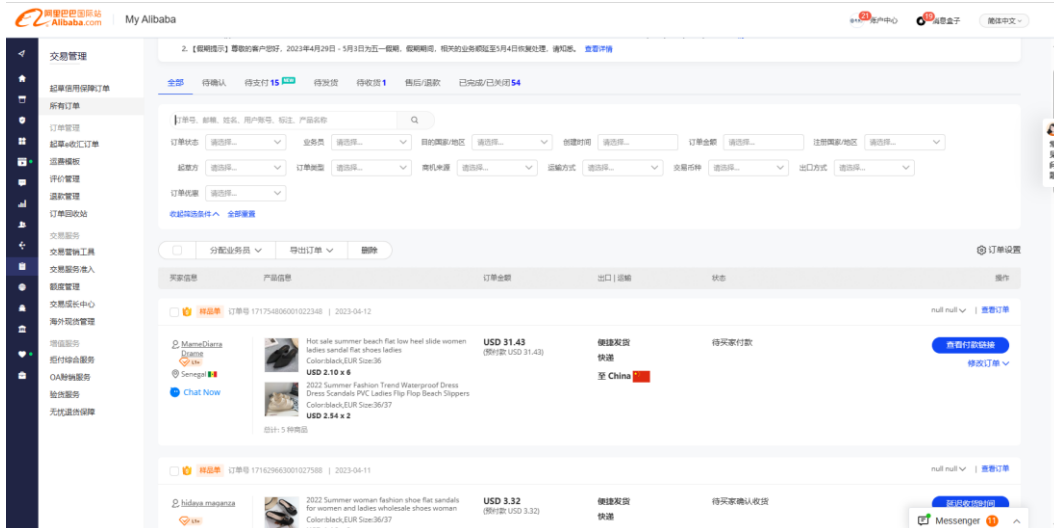 阿里巴巴国际站
Alibaba.com
My Alibaba
21
账户中心
19
消息盒子
简体中文
交易管理
2、【假期提示】尊敬的客户您好，2023年4月29日 - 5月3日为五一假期，假期期间，相关的业务顺延至5月4日恢复处理，请知悉。 查看详情
全部 待确认 待支付15 NEW 待发货 待收货1 售后/退款 已完成/已关闭54
起草信用保障订单
所有订单
订单管理
起草e收汇订单
运费模板
评价管理
退款管理
订单回收站
交易服务
交易营销工具
交易服务准入
额度管理
交易成长中心
海外现货管理
增值服务
拒付综合服务
OA赊销服务
验货服务
无忧退货保障
订单号、邮箱、姓名、用户账号、标注、产品名称
订单状态 请选择... 业务员 请选择... 目的国家/地区 请选择... 创建时间 请选择... 订单金额 请选择... 注册国家/地区 请选择...
起草方 请选择... 订单类型 请选择... 商机来源 请选择... 运输方式 请选择... 交易币种 请选择... 出口方式 请选择...
订单优惠 请选择...
收起筛选条件 全部重置
分配业务员 导出订单 删除 订单设置
买家信息 产品信息 订单金额 出口 | 运输 状态 操作
样品单 订单号 171754806001022348 | 2023-04-12 null null | 查看订单
MameDiarra
Drame
Lite
Senegal
Chat Now
Hot sale summer beach flat low heel slide women
ladies sandal flat shoes ladies
Color:black,EUR Size:36
USD 2.10 x 6
2022 Summer Fashion Trend Waterproof Dress
Dress Scandals PVC Ladies Flip Flop Beach Slippers
Color:black,EUR Size:36/37
USD 2.54 x 2
总计: 5 种商品
USD 31.43
(预付款 USD 31.43)
便捷发货
快递
至 China
待买家付款
查看付款链接
修改订单
样品单 订单号 171629663001027588 | 2023-04-11 null null | 查看订单
hidaya maganza
Lite
2022 Summer woman fashion shoe flat sandals
for women and ladies wholesale shoes woman
Color:black,EUR Size:36/37
USD 3.32
(预付款 USD 3.32)
便捷发货
快递
待买家确认收货
延迟收货时间
Messenger 11